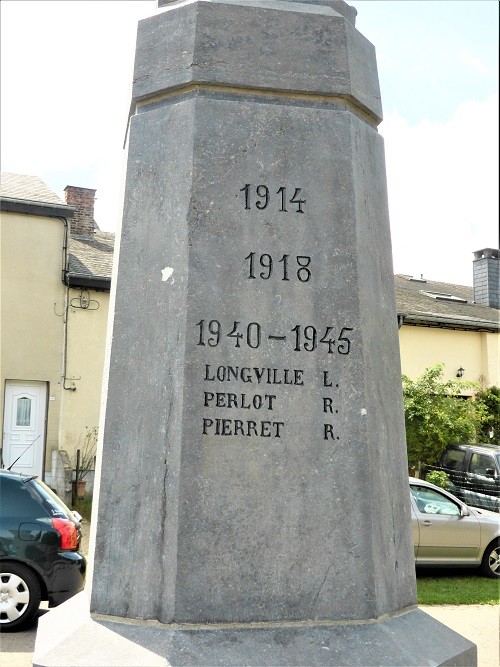 1914
1918
1940-1945
LONGVILLE L.
PERLOT R.
PIERRET R.